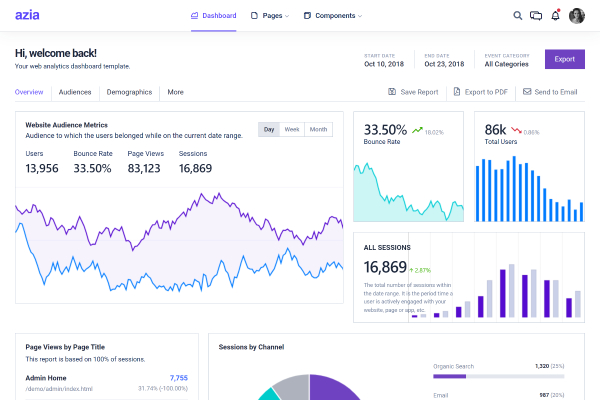 azia
Dashboard
Pages
Components
Hi, welcome back!
Your web analytics dashboard template.
START DATE
Oct 10, 2018
END DATE
Oct 23, 2018
EVENT CATEGORY
All Categories
Export
Overview
Audiences
Demographics
More
Save Report
Export to PDF
Send to Email
Website Audience Metrics
Audience to which the users belonged while on the current date range.
Day
Week
Month
Users
13,956
Bounce Rate
33.50%
Page Views
83,123
Sessions
16,869
33.50%
18.02%
Bounce Rate
86k
0.86%
Total Users
ALL SESSIONS
16,869
2.87%
The total number of sessions within
the date range. It is the period time a
user is actively engaged with your
website, page or app, etc.
Page Views by Page Title
This report is based on 100% of sessions.
Admin Home
7,755
/demo/admin/index.html
31.74% (-100.00%)
Sessions by Channel
Organic Search
1,320 (25%)
Email
987 (20%)